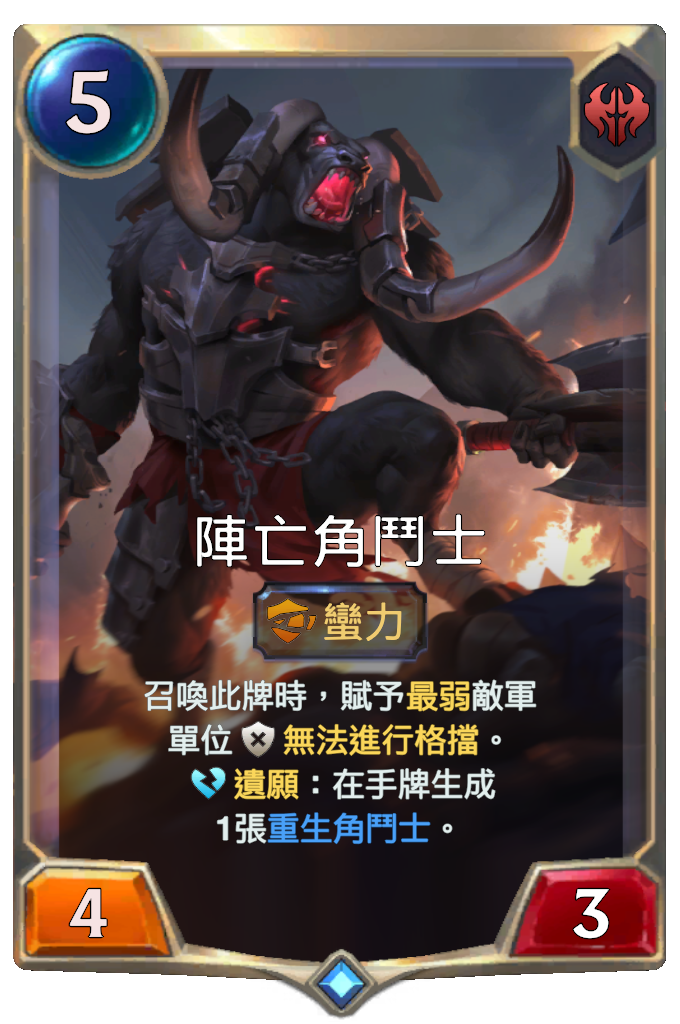 5
陣亡角鬥士
蠻力
召喚此牌時，賦予最弱敵軍
單位 無法進行格擋。
遺願：在手牌生成
1張重生角鬥士。
4
3